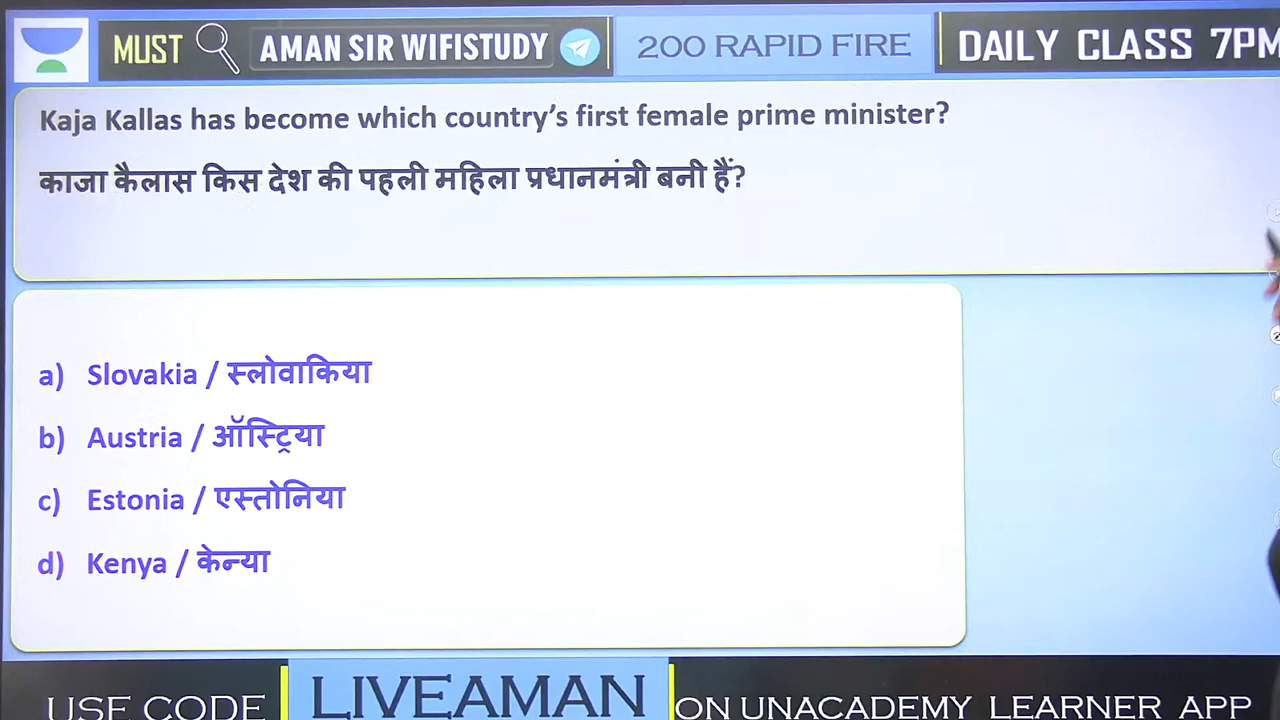 MUST AMAN SIR WIFISTUDY 200 RAPID FIRE DAILY CLASS 7PM
Kaja Kallas has become which country's first female prime minister?
काजा कैलास किस देश की पहली महिला प्रधानमंत्री बनी हैं?
a) Slovakia / स्लोवाकिया
b) Austria / ऑस्ट्रिया
c) Estonia / एस्तोनिया
d) Kenya / केन्या
USE CODE LIVEAMAN ON UNACADEMY LEARNER APP